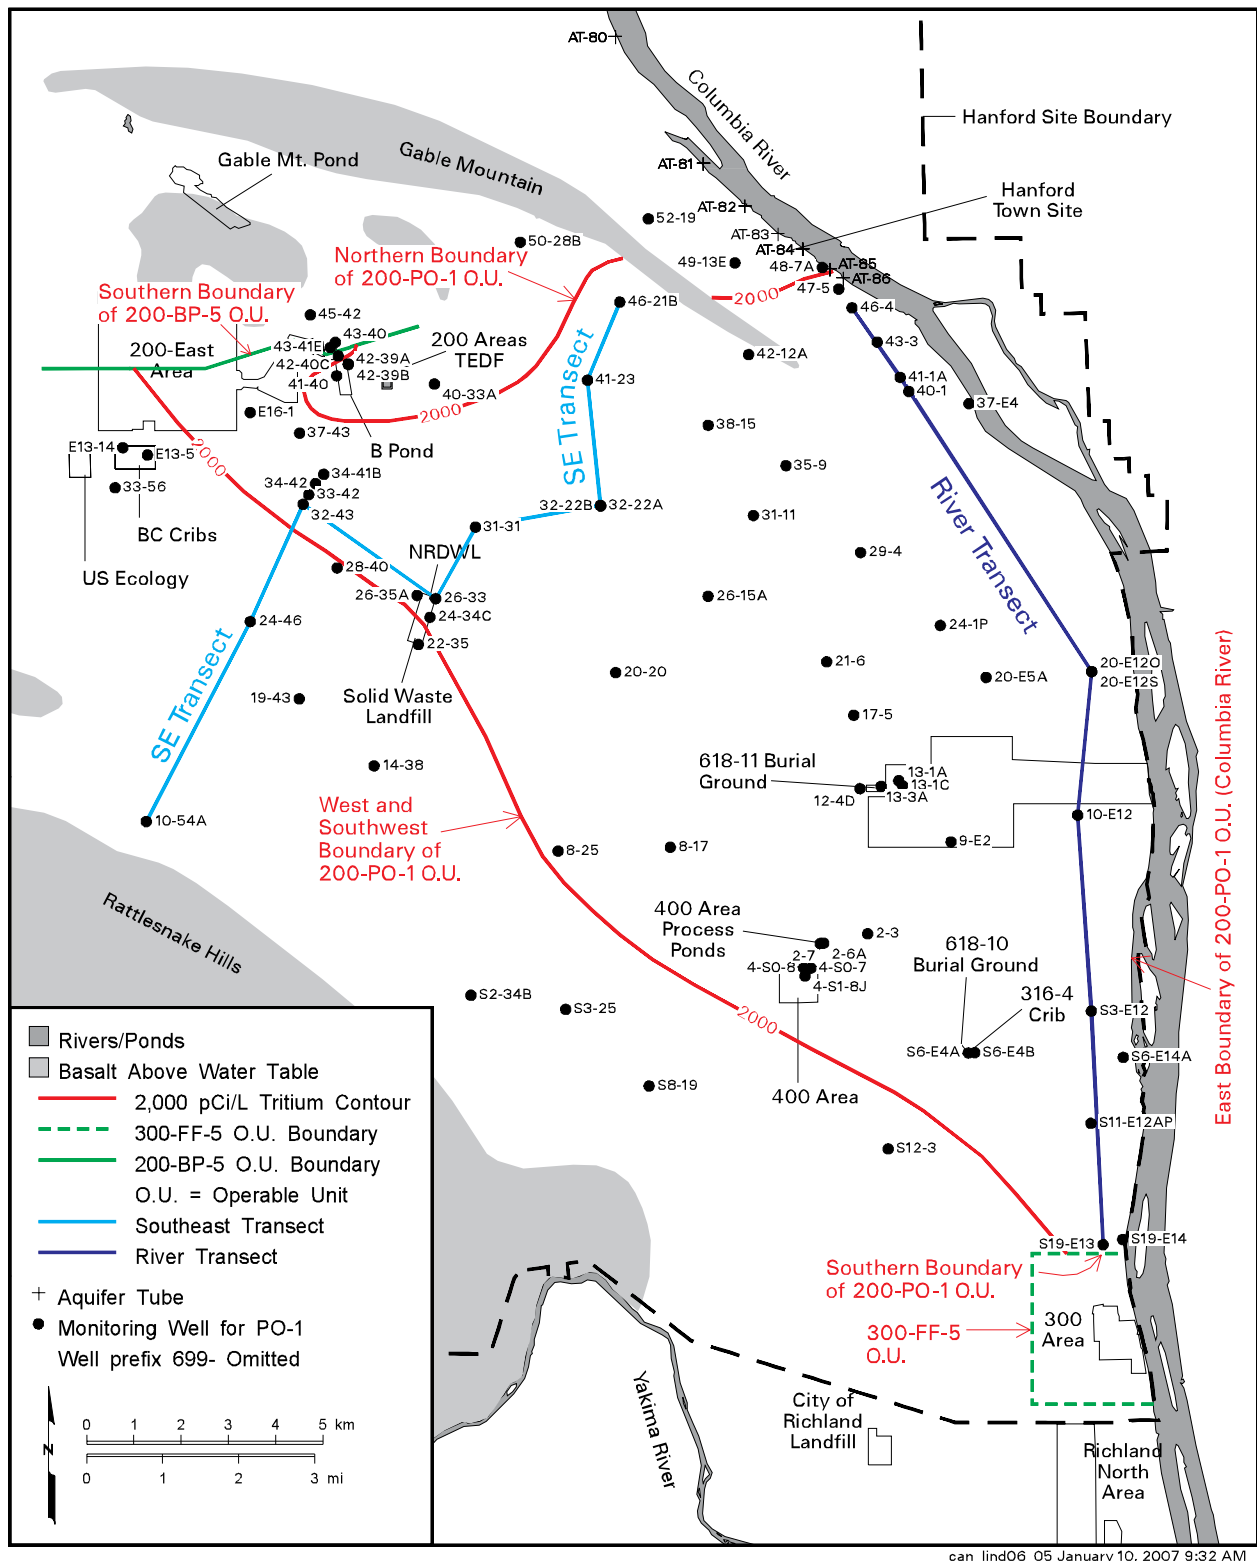 AT-80
Columbia River
Hanford Site Boundary
Gable Mt. Pond
Gable Mountain
AT-81
Hanford
Town Site
AT-82
52-19
AT-83
50-28B
AT-84
Northern Boundary
of 200-PO-1 O.U.
49-13E
48-7A
AT-85
AT-86
47-5
2000
Southern Boundary
of 200-BP-5 O.U.
46-21B
46-4
45-42
43-40
43-41E
200 Areas
TEDF
43-3
200-East
Area
42-40C
42-39A
42-39B
42-12A
41-40
40-33A
41-23
41-1A
40-1
37-E4
E16-1
2000
SE Transect
38-15
37-43
B Pond
E13-14
E13-5
2000
35-9
34-41B
34-42
33-42
33-56
32-43
32-22B
32-22A
River Transect
31-31
31-11
BC Cribs
NRDWL
29-4
US Ecology
28-40
26-35A
26-33
26-15A
24-34C
24-46
24-1P
22-35
21-6
20-20
20-E5A
20-E12O
20-E12S
SE Transect
19-43
Solid Waste
Landfill
17-5
14-38
618-11 Burial
Ground
13-1A
13-1C
12-4D
13-3A
West and
Southwest
Boundary of
200-PO-1 O.U.
10-54A
10-E12
8-25
8-17
9-E2
East Boundary of 200-PO-1 O.U. (Columbia River)
Rattlesnake Hills
400 Area
Process
Ponds
2-3
2-7
2-6A
618-10
Burial Ground
4-S0-8
4-S0-7
4-S1-8J
316-4
Crib
S2-34B
S3-25
2000
S3-E12
S6-E4A
S6-E4B
S6-E14A
S8-19
400 Area
S11-E12AP
S12-3
S19-E13
S19-E14
Southern Boundary
of 200-PO-1 O.U.
300-FF-5
O.U.
300
Area
Yakima River
City of
Richland
Landfill
Richland
North
Area
Rivers/Ponds
Basalt Above Water Table
2,000 pCi/L Tritium Contour
300-FF-5 O.U. Boundary
200-BP-5 O.U. Boundary
O.U. = Operable Unit
Southeast Transect
River Transect
Aquifer Tube
Monitoring Well for PO-1
Well prefix 699- Omitted
N
0 1 2 3 4 5 km
0 1 2 3 mi
can_lind06_05 January 10, 2007 9:32 AM